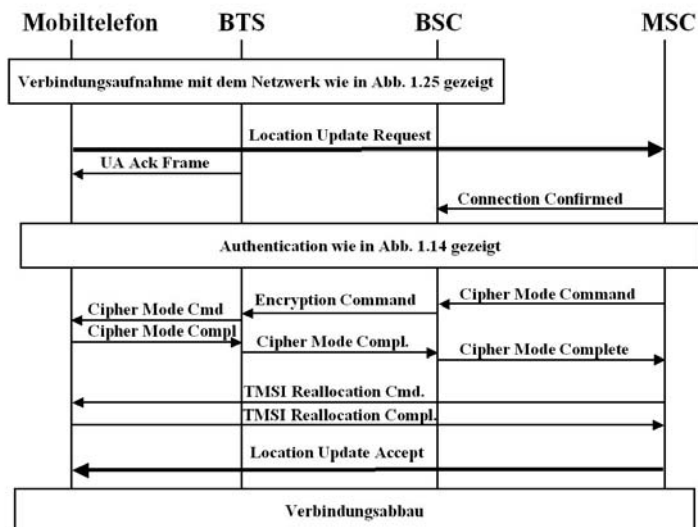 Mobiltelefon BTS BSC MSC
Verbindungsaufnahme mit dem Netzwerk wie in Abb. 1.25 gezeigt
Location Update Request
UA Ack Frame
Connection Confirmed
Authentication wie in Abb. 1.14 gezeigt
Cipher Mode Command
Encryption Command
Cipher Mode Cmd
Cipher Mode Compl
Cipher Mode Compl.
Cipher Mode Complete
TMSI Reallocation Cmd.
TMSI Reallocation Compl.
Location Update Accept
Verbindungsabbau